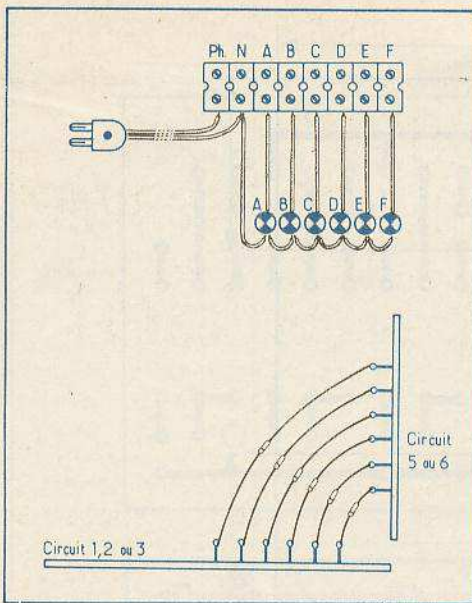 Ph. N A B C D E F
A B C D E F
Circuit
5 ou 6
Circuit 1,2 ou 3